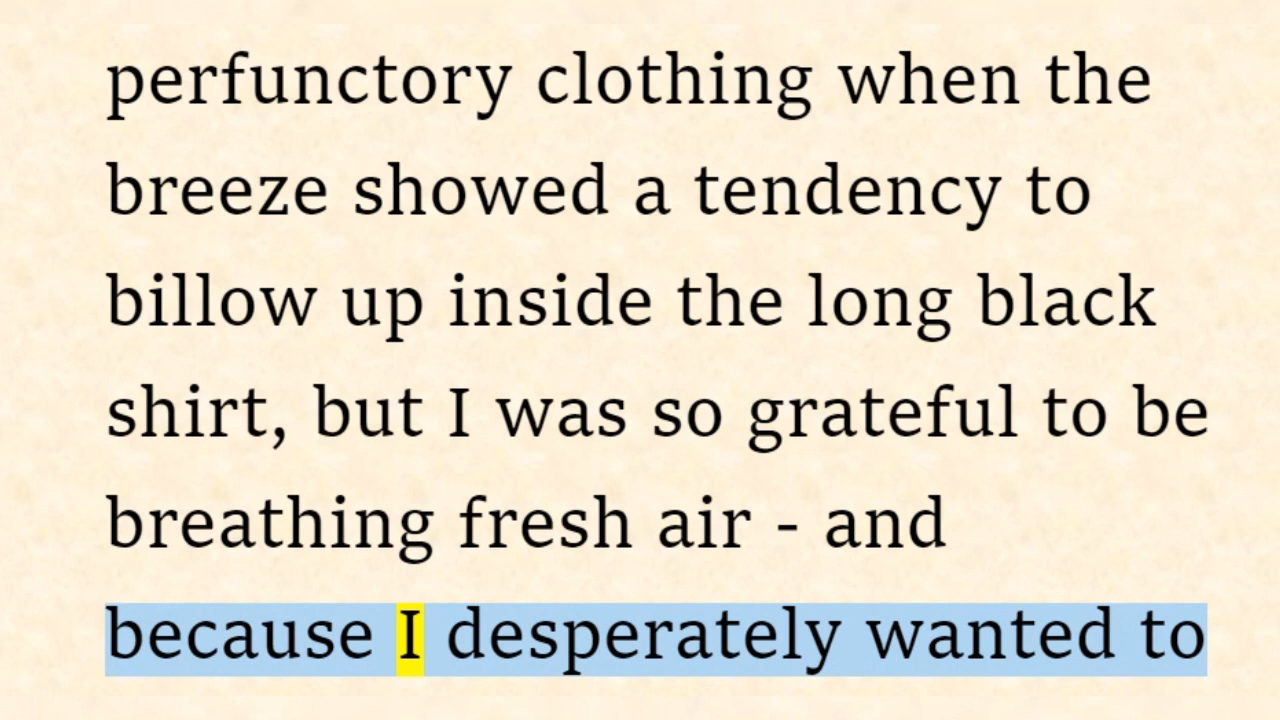 perfunctory clothing when the
breeze showed a tendency to
billow up inside the long black
shirt, but I was so grateful to be
breathing fresh air - and
because I desperately wanted to